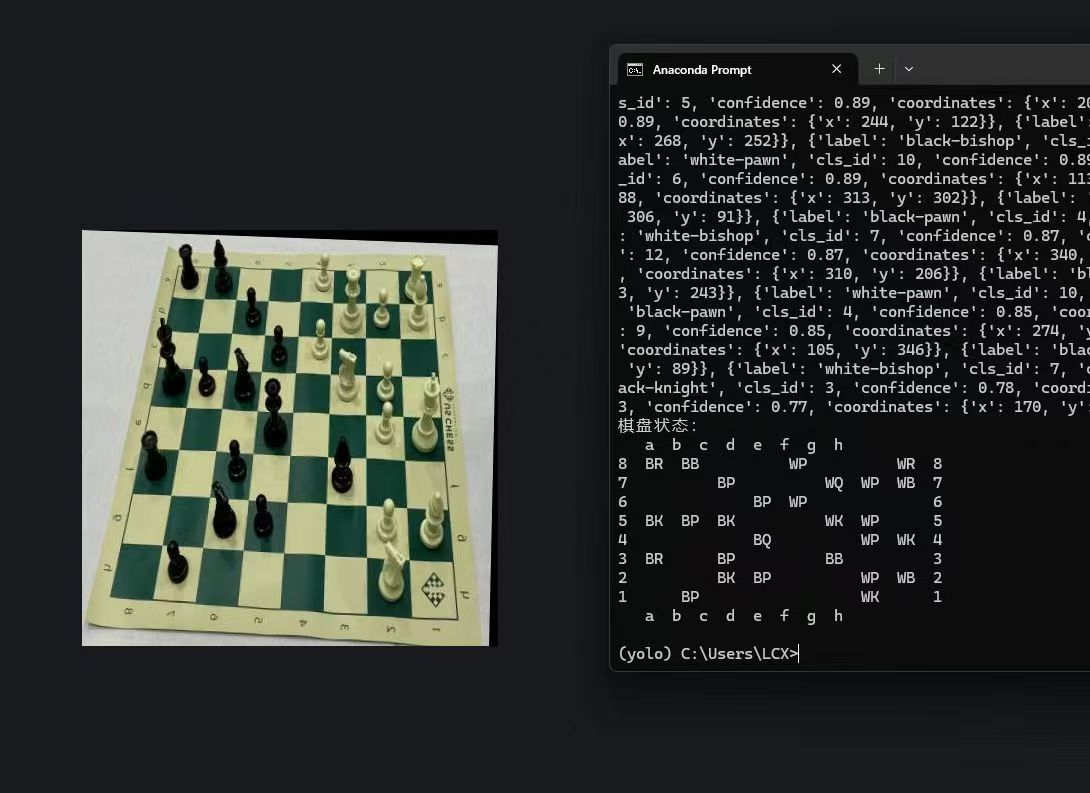 Anaconda Prompt
s_id': 5, 'confidence': 0.89, 'coordinates': {'x': 20
0.89, 'coordinates': {'x': 244, 'y': 122}}, {'label'
x': 268, 'y': 252}}, {'label': 'black-bishop', 'cls_
abel': 'white-pawn', 'cls_id': 10, 'confidence': 0.89
_id': 6, 'confidence': 0.89, 'coordinates': {'x': 113
88, 'coordinates': {'x': 313, 'y': 302}}, {'label': '
306, 'y': 91}}, {'label': 'black-pawn', 'cls_id': 4,
: 'white-bishop', 'cls_id': 7, 'confidence': 0.87, '
: 12, 'confidence': 0.87, 'coordinates': {'x': 340,
, 'coordinates': {'x': 310, 'y': 206}}, {'label': 'bl
3, 'y': 243}}, {'label': 'white-pawn', 'cls_id': 10,
'black-pawn', 'cls_id': 4, 'confidence': 0.85, 'coor
: 9, 'confidence': 0.85, 'coordinates': {'x': 274, 'y
'coordinates': {'x': 105, 'y': 346}}, {'label': 'blac
'y': 89}}, {'label': 'white-bishop', 'cls_id': 7, '
ack-knight', 'cls_id': 3, 'confidence': 0.78, 'coord
3, 'confidence': 0.77, 'coordinates': {'x': 170, 'y'
棋盘状态:
a b c d e f g h
8 BR BB WP WR 8
7 BP WQ WP WB 7
6 BP WP 6
5 BK BP BK WK WP 5
4 BQ WP WK 4
3 BR BP BB 3
2 BK BP WP WB 2
1 BP WK 1
a b c d e f g h
(yolo) C:\Users\LCX>